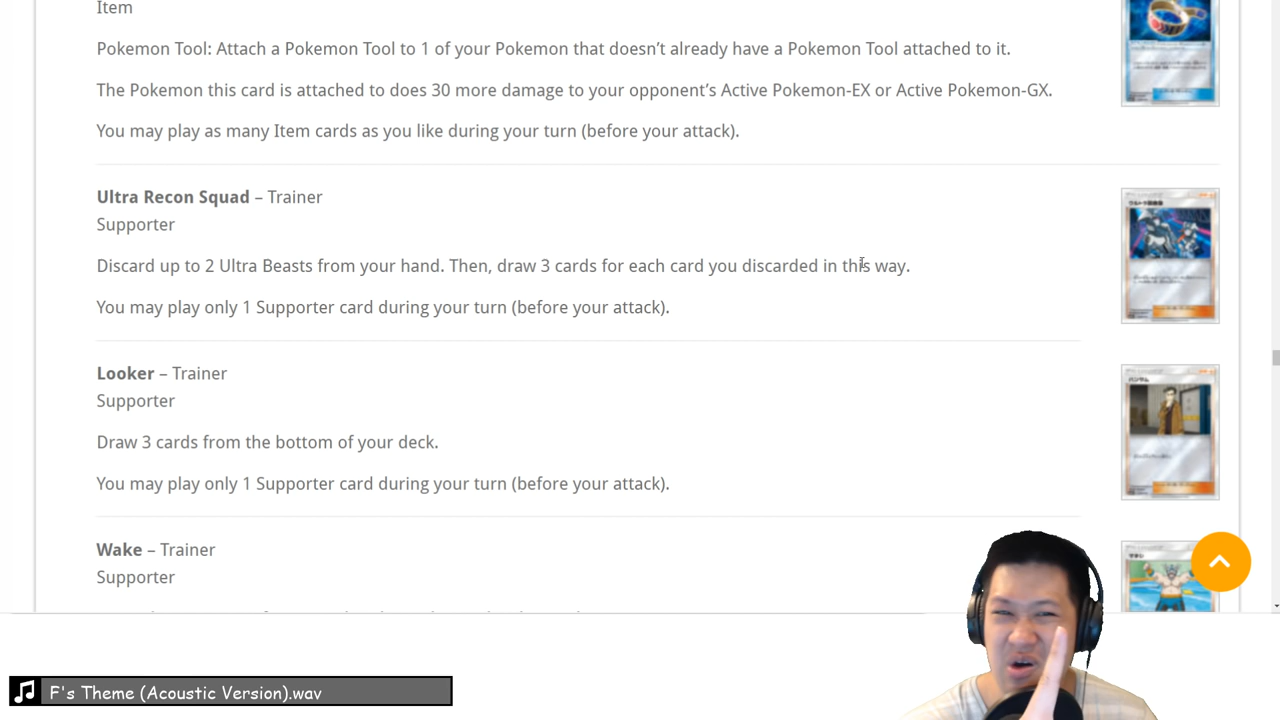 Item
Pokemon Tool: Attach a Pokemon Tool to 1 of your Pokemon that doesn’t already have a Pokemon Tool attached to it.
The Pokemon this card is attached to does 30 more damage to your opponent’s Active Pokemon-EX or Active Pokemon-GX.
You may play as many Item cards as you like during your turn (before your attack).
Ultra Recon Squad – Trainer
Supporter
Discard up to 2 Ultra Beasts from your hand. Then, draw 3 cards for each card you discarded in this way.
You may play only 1 Supporter card during your turn (before your attack).
Looker – Trainer
Supporter
Draw 3 cards from the bottom of your deck.
You may play only 1 Supporter card during your turn (before your attack).
Wake – Trainer
Supporter
F's Theme (Acoustic Version).wav